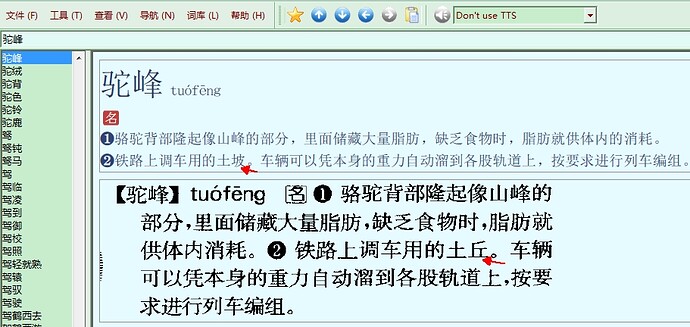 文件 (F) 工具 (T) 查看 (V) 导航 (N) 词库 (L) 帮助 (H) Don't use TTS
驼峰
驼峰
驼绒
驼背
驼色
驼铃
驼鹿
驽
驽钝
驽马
驾
驾临
驾凌
驾到
驾御
驾校
驾照
驾轻就熟
驾辕
驾驭
驾驶
驾鹤西去
驼峰 tuófēng
名
❶骆驼背部隆起像山峰的部分，里面储藏大量脂肪，缺乏食物时，脂肪就供体内的消耗。
❷铁路上调车用的土坡。车辆可以凭本身的重力自动溜到各股轨道上，按要求进行列车编组。
【驼峰】tuófēng 名 ❶ 骆驼背部隆起像山峰的
部分，里面储藏大量脂肪，缺乏食物时，脂肪就
供体内消耗。❷ 铁路上调车用的土丘。车辆
可以凭本身的重力自动溜到各股轨道上，按要
求进行列车编组。